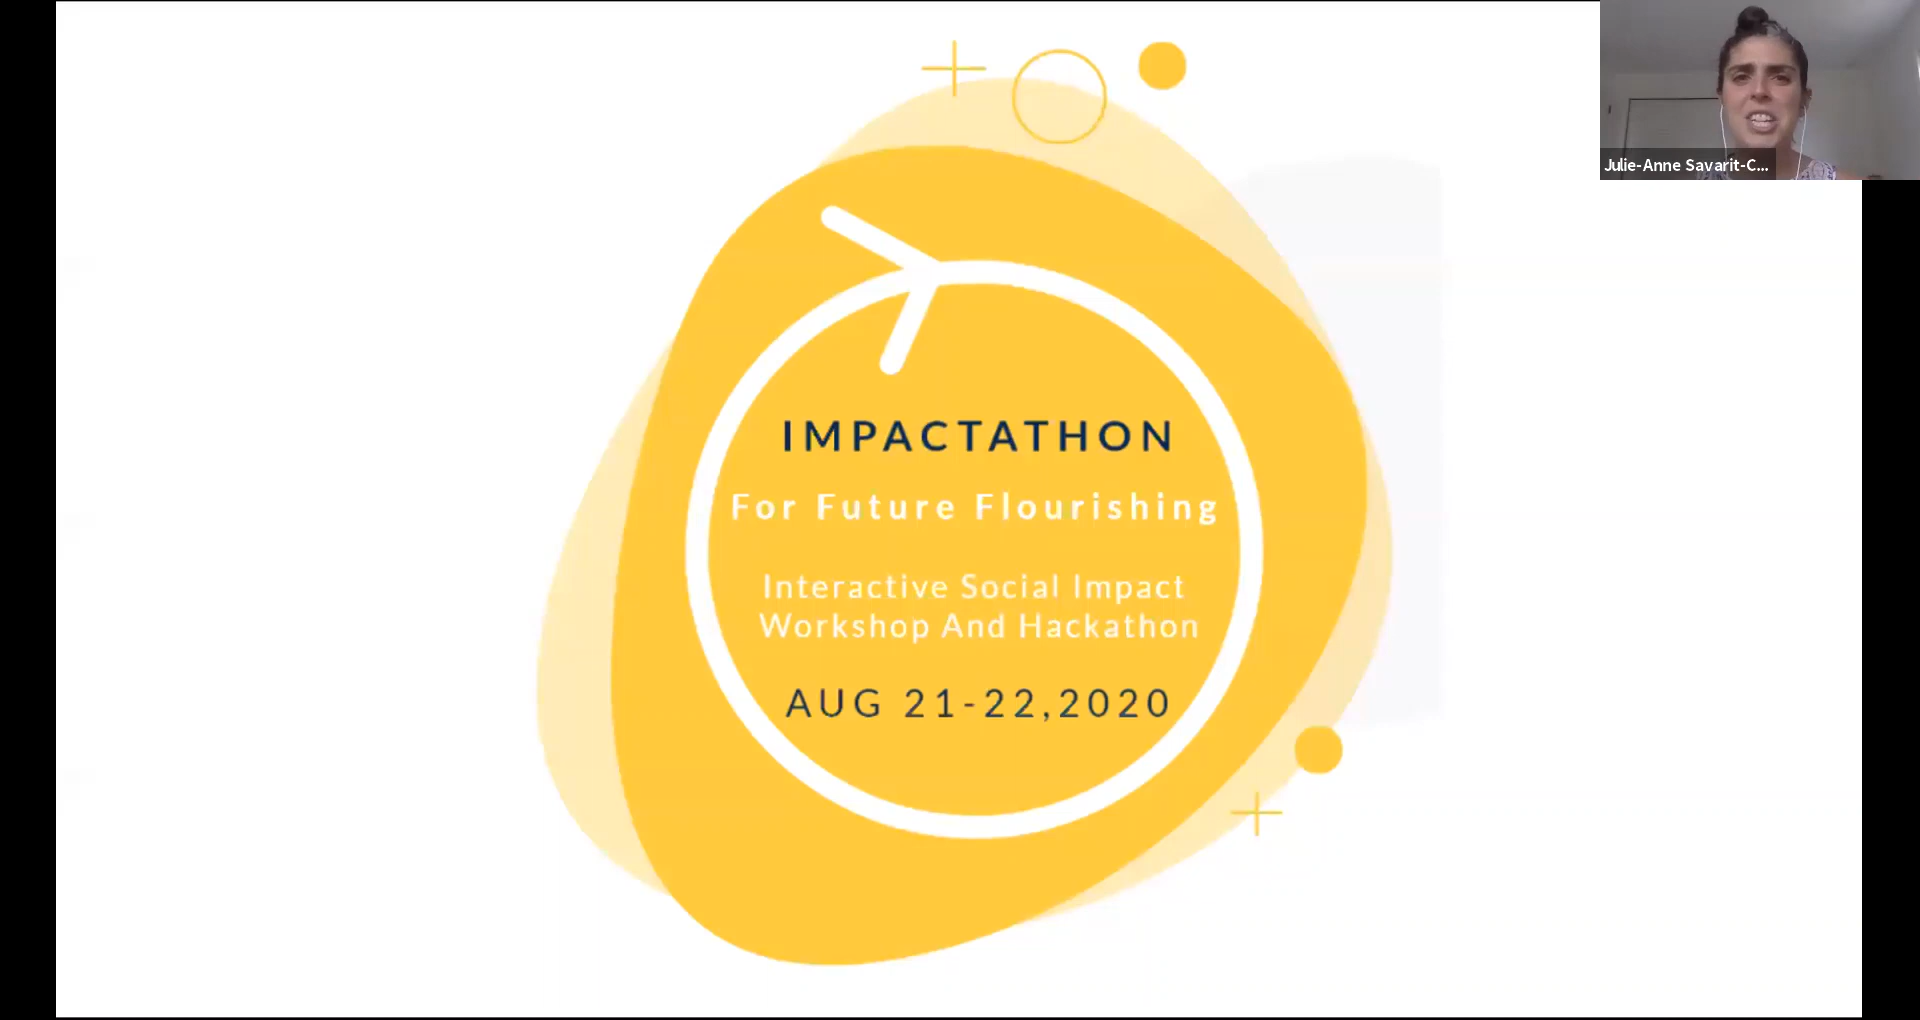 IMPACTATHON
For Future Flourishing
Interactive Social Impact
Workshop And Hackathon
AUG 21-22,2020
Julie-Anne Savarit-C...